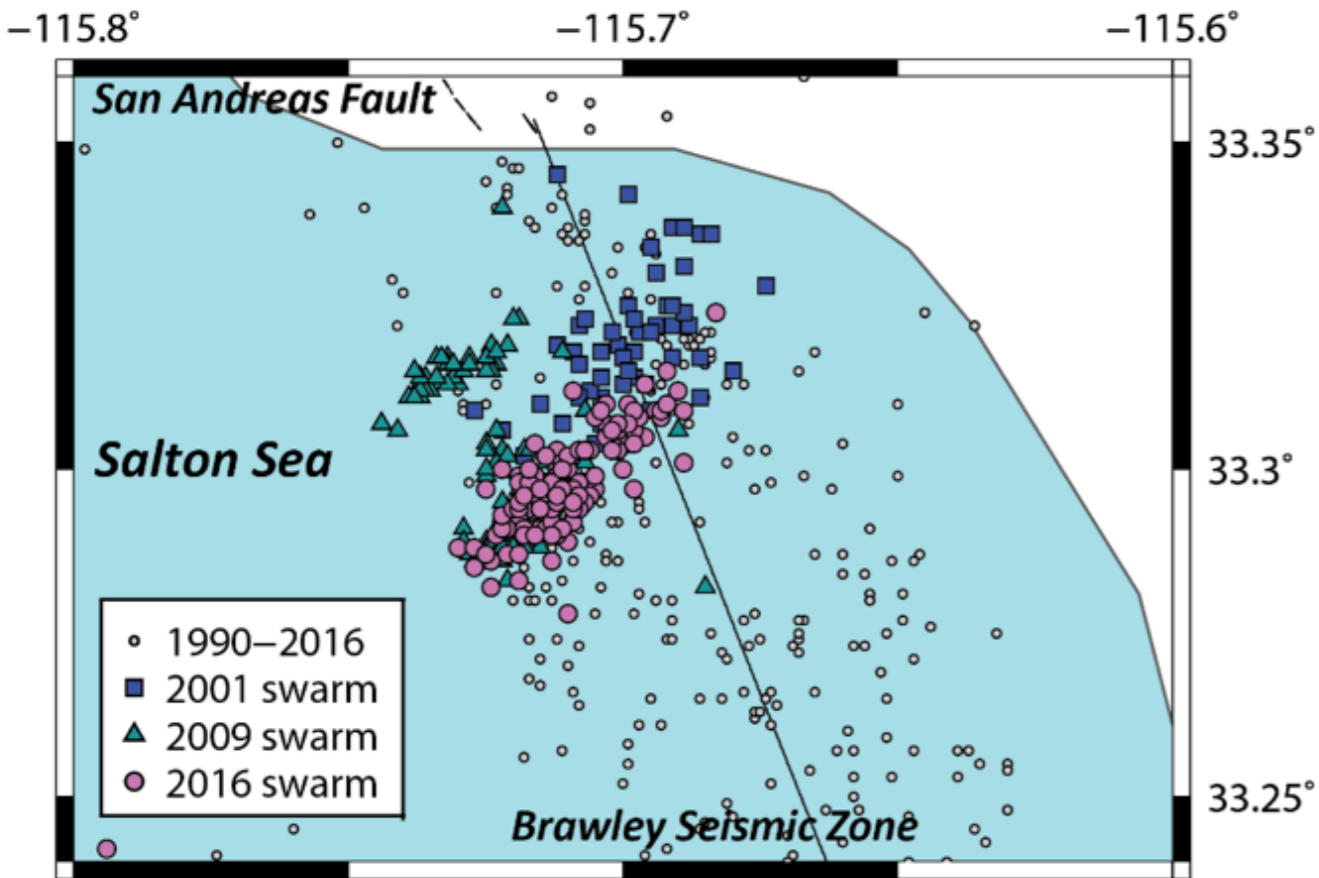 −115.8˚ −115.7˚ −115.6˚
San Andreas Fault
33.35˚
Salton Sea
33.3˚
1990−2016
2001 swarm
2009 swarm
2016 swarm
33.25˚
Brawley Seismic Zone